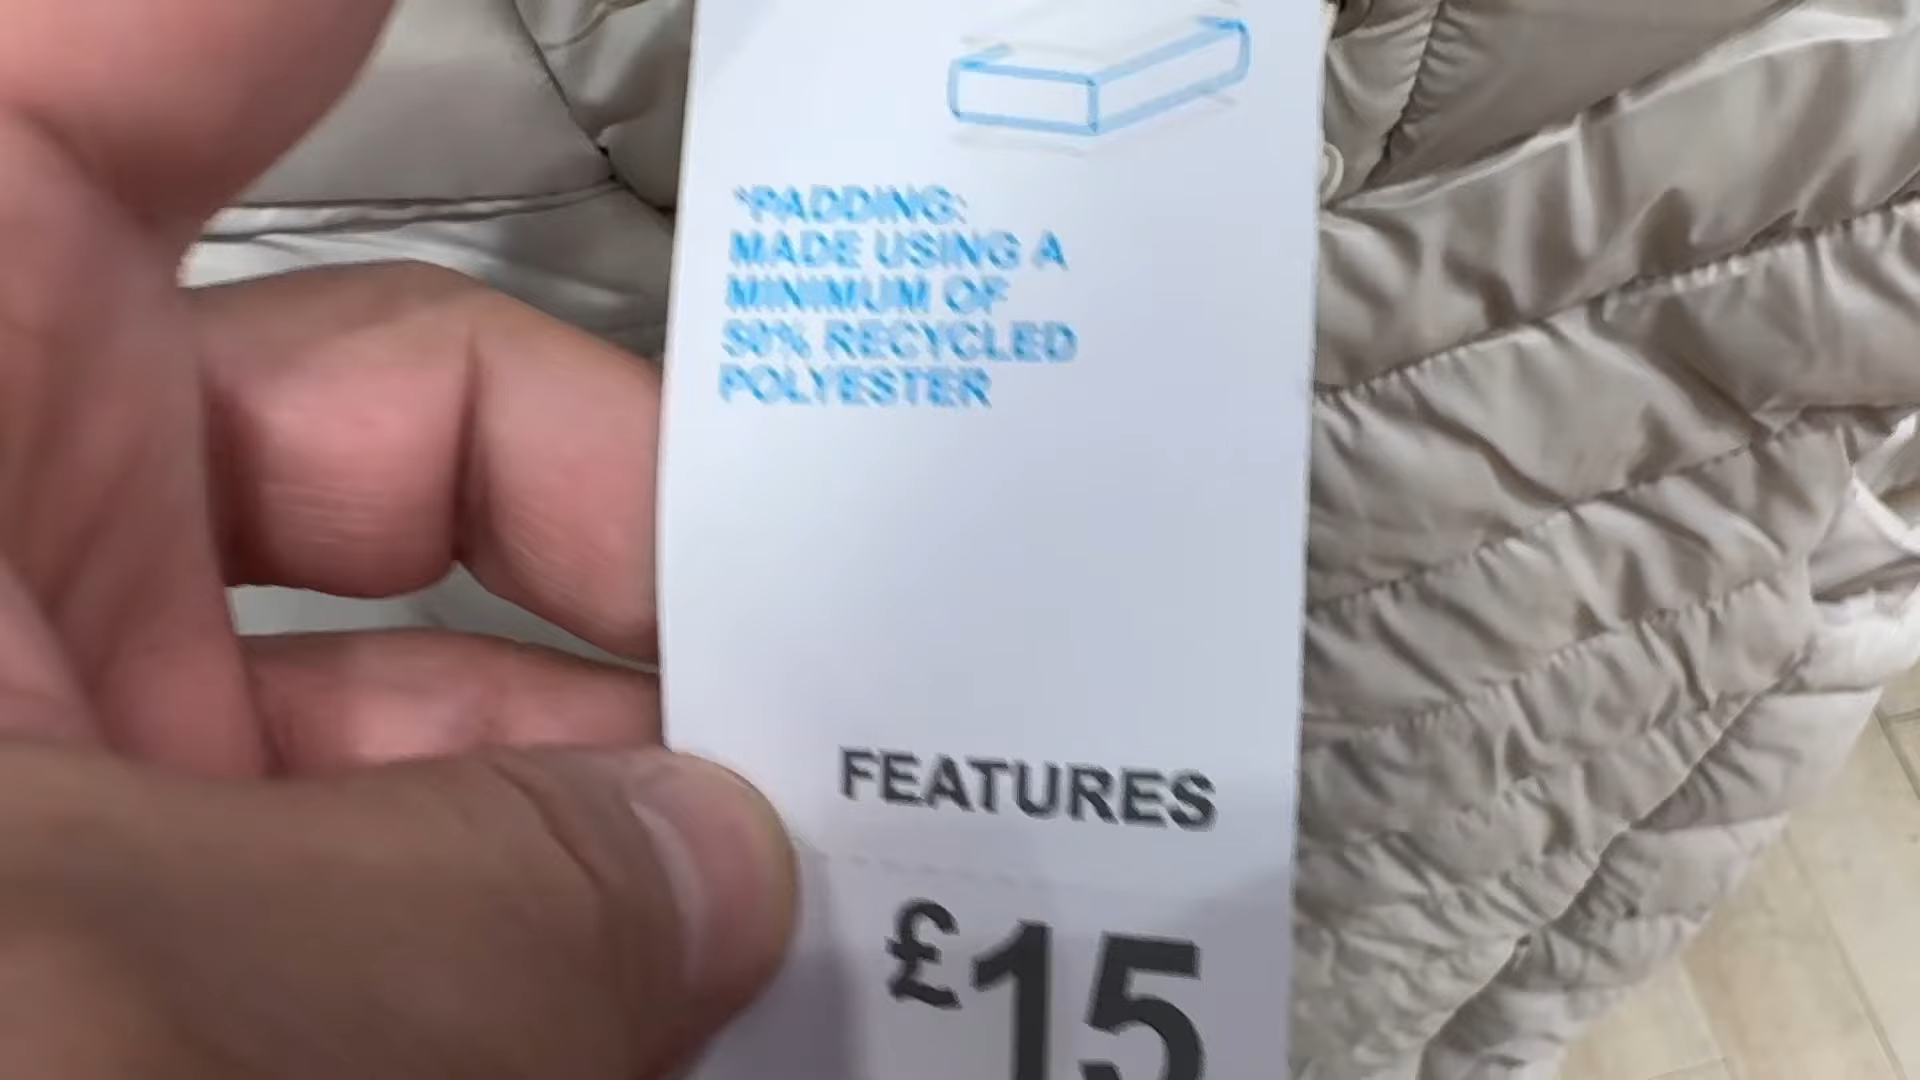 *PADDING:
MADE USING A
MINIMUM OF
50% RECYCLED
POLYESTER
FEATURES
£15